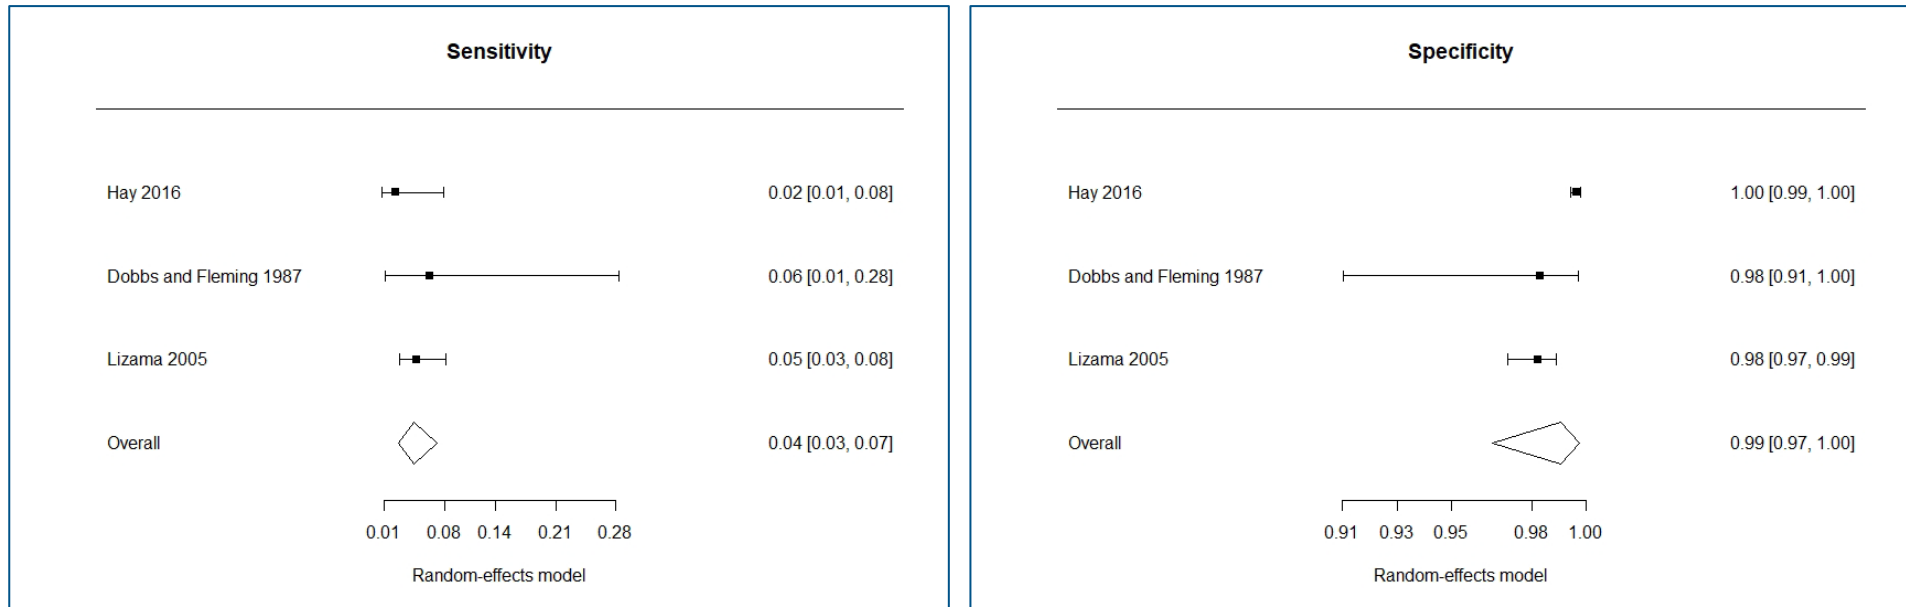 Sensitivity
Hay 2016 0.02 [0.01, 0.08]
Dobbs and Fleming 1987 0.06 [0.01, 0.28]
Lizama 2005 0.05 [0.03, 0.08]
Overall 0.04 [0.03, 0.07]
0.01 0.08 0.14 0.21 0.28
Random-effects model
Specificity
Hay 2016 1.00 [0.99, 1.00]
Dobbs and Fleming 1987 0.98 [0.91, 1.00]
Lizama 2005 0.98 [0.97, 0.99]
Overall 0.99 [0.97, 1.00]
0.91 0.93 0.95 0.98 1.00
Random-effects model